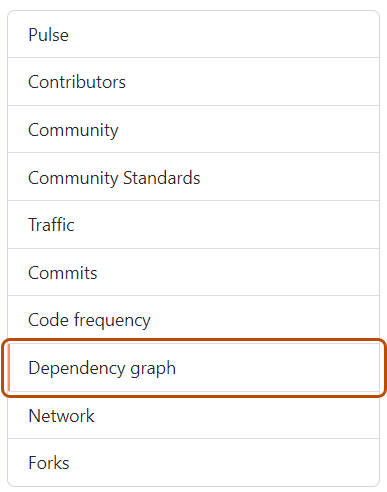 Pulse
Contributors
Community
Community Standards
Traffic
Commits
Code frequency
Dependency graph
Network
Forks